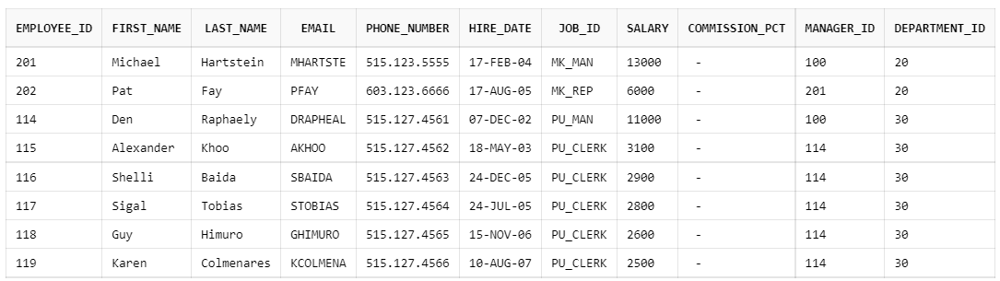 EMPLOYEE_ID FIRST_NAME LAST_NAME EMAIL PHONE_NUMBER HIRE_DATE JOB_ID SALARY COMMISSION_PCT MANAGER_ID DEPARTMENT_ID
201 Michael Hartstein MHARTSTE 515.123.5555 17-FEB-04 MK_MAN 13000 - 100 20
202 Pat Fay PFAY 603.123.6666 17-AUG-05 MK_REP 6000 - 201 20
114 Den Raphaely DRAPHEAL 515.127.4561 07-DEC-02 PU_MAN 11000 - 100 30
115 Alexander Khoo AKHOO 515.127.4562 18-MAY-03 PU_CLERK 3100 - 114 30
116 Shelli Baida SBAIDA 515.127.4563 24-DEC-05 PU_CLERK 2900 - 114 30
117 Sigal Tobias STOBIAS 515.127.4564 24-JUL-05 PU_CLERK 2800 - 114 30
118 Guy Himuro GHIMURO 515.127.4565 15-NOV-06 PU_CLERK 2600 - 114 30
119 Karen Colmenares KCOLMENA 515.127.4566 10-AUG-07 PU_CLERK 2500 - 114 30